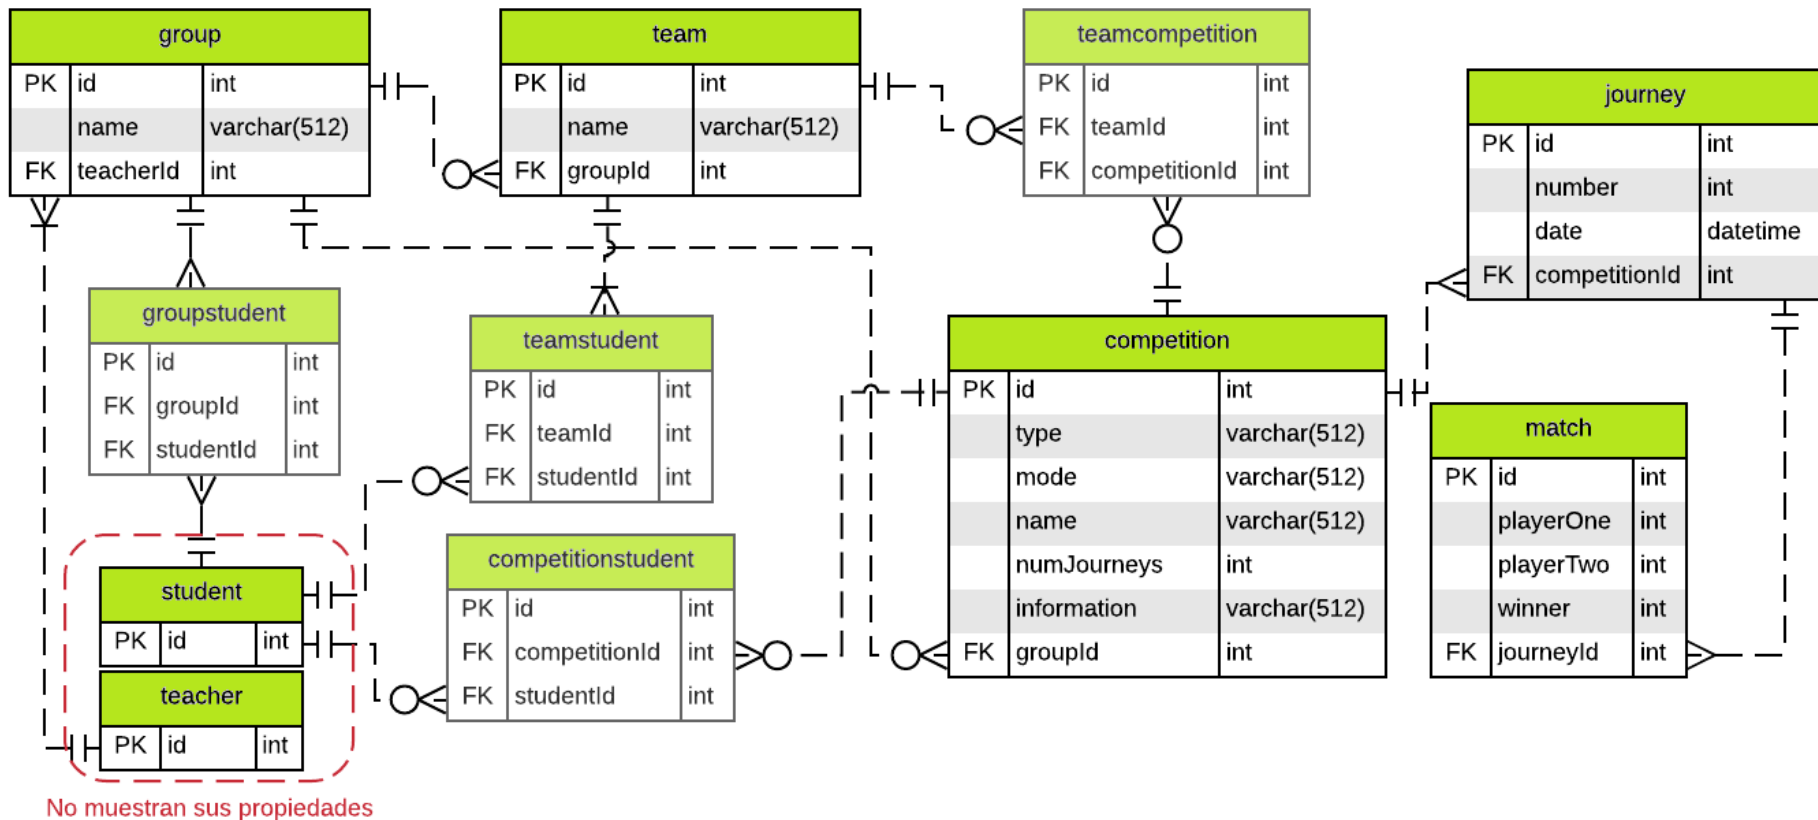 group
PK id int
name varchar(512)
FK teacherId int
team
PK id int
name varchar(512)
FK groupId int
teamcompetition
PK id int
FK teamId int
FK competitionId int
journey
PK id int
number int
date datetime
FK competitionId int
groupstudent
PK id int
FK groupId int
FK studentId int
teamstudent
PK id int
FK teamId int
FK studentId int
competition
PK id int
type varchar(512)
mode varchar(512)
name varchar(512)
numJourneys int
information varchar(512)
FK groupId int
match
PK id int
playerOne int
playerTwo int
winner int
FK journeyId int
competitionstudent
PK id int
FK competitionId int
FK studentId int
student
PK id int
teacher
PK id int
No muestran sus propiedades